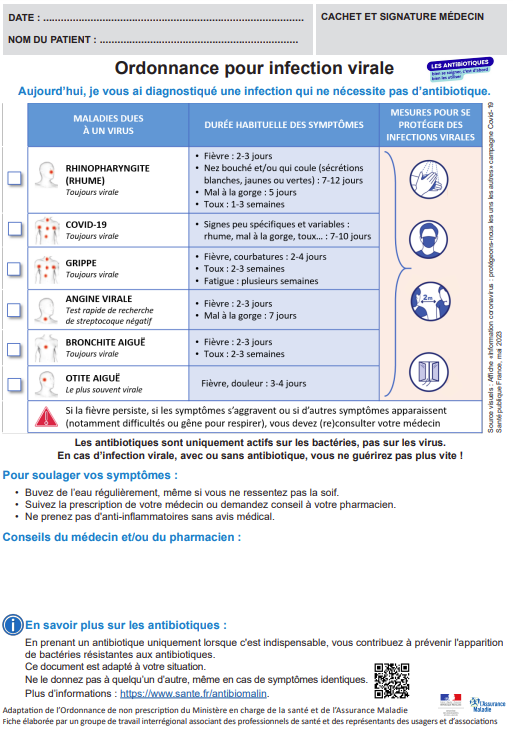 DATE : ........................................................................
NOM DU PATIENT : ....................................................
CACHET ET SIGNATURE MÉDECIN
Ordonnance pour infection virale
LES ANTIBIOTIQUES
bien se soigner, c'est d'abord
bien les utiliser
Aujourd'hui, je vous ai diagnostiqué une infection qui ne nécessite pas d'antibiotique.
MALADIES DUES
À UN VIRUS
DURÉE HABITUELLE DES SYMPTÔMES
MESURES POUR SE
PROTÉGER DES
INFECTIONS VIRALES
RHINOPHARYNGITE
(RHUME)
Toujours virale
• Fièvre : 2-3 jours
• Nez bouché et/ou qui coule (sécrétions
blanches, jaunes ou vertes) : 7-12 jours
• Mal à la gorge : 5 jours
• Toux : 1-3 semaines
COVID-19
Toujours virale
• Signes peu spécifiques et variables :
rhume, mal à la gorge, toux... : 7-10 jours
GRIPPE
Toujours virale
• Fièvre, courbatures : 2-4 jours
• Toux : 2-3 semaines
• Fatigue : plusieurs semaines
ANGINE VIRALE
Test rapide de recherche
de streptocoque négatif
• Fièvre : 2-3 jours
• Mal à la gorge : 7 jours
BRONCHITE AIGUË
Toujours virale
• Fièvre : 2-3 jours
• Toux : 2-3 semaines
OTITE AIGUË
Le plus souvent virale
Fièvre, douleur : 3-4 jours
2m
Source visuels : Affiche «Information coronavirus : protégeons-nous les uns les autres» campagne Covid-19
Santé publique France, mai 2023
Si la fièvre persiste, si les symptômes s'aggravent ou si d'autres symptômes apparaissent
(notamment difficultés ou gêne pour respirer), vous devez (re)consulter votre médecin
Les antibiotiques sont uniquement actifs sur les bactéries, pas sur les virus.
En cas d'infection virale, avec ou sans antibiotique, vous ne guérirez pas plus vite !
Pour soulager vos symptômes :
• Buvez de l'eau régulièrement, même si vous ne ressentez pas la soif.
• Suivez la prescription de votre médecin ou demandez conseil à votre pharmacien.
• Ne prenez pas d'anti-inflammatoires sans avis médical.
Conseils du médecin et/ou du pharmacien :
i En savoir plus sur les antibiotiques :
En prenant un antibiotique uniquement lorsque c'est indispensable, vous contribuez à prévenir l'apparition
de bactéries résistantes aux antibiotiques.
Ce document est adapté à votre situation.
Ne le donnez pas à quelqu'un d'autre, même en cas de symptômes identiques.
Plus d'informations : https://www.sante.fr/antibiomalin.
l'Assurance
Maladie
Adaptation de l'Ordonnance de non prescription du Ministère en charge de la santé et de l'Assurance Maladie
Fiche élaborée par un groupe de travail interrégional associant des professionnels de santé et des représentants des usagers et d'associations